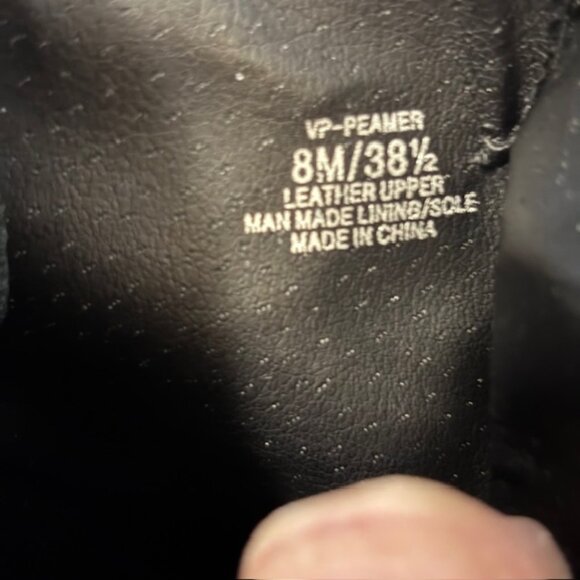 VP-PEAMER
8M/38½
LEATHER UPPER
MAN MADE LINING/SOLE
MADE IN CHINA